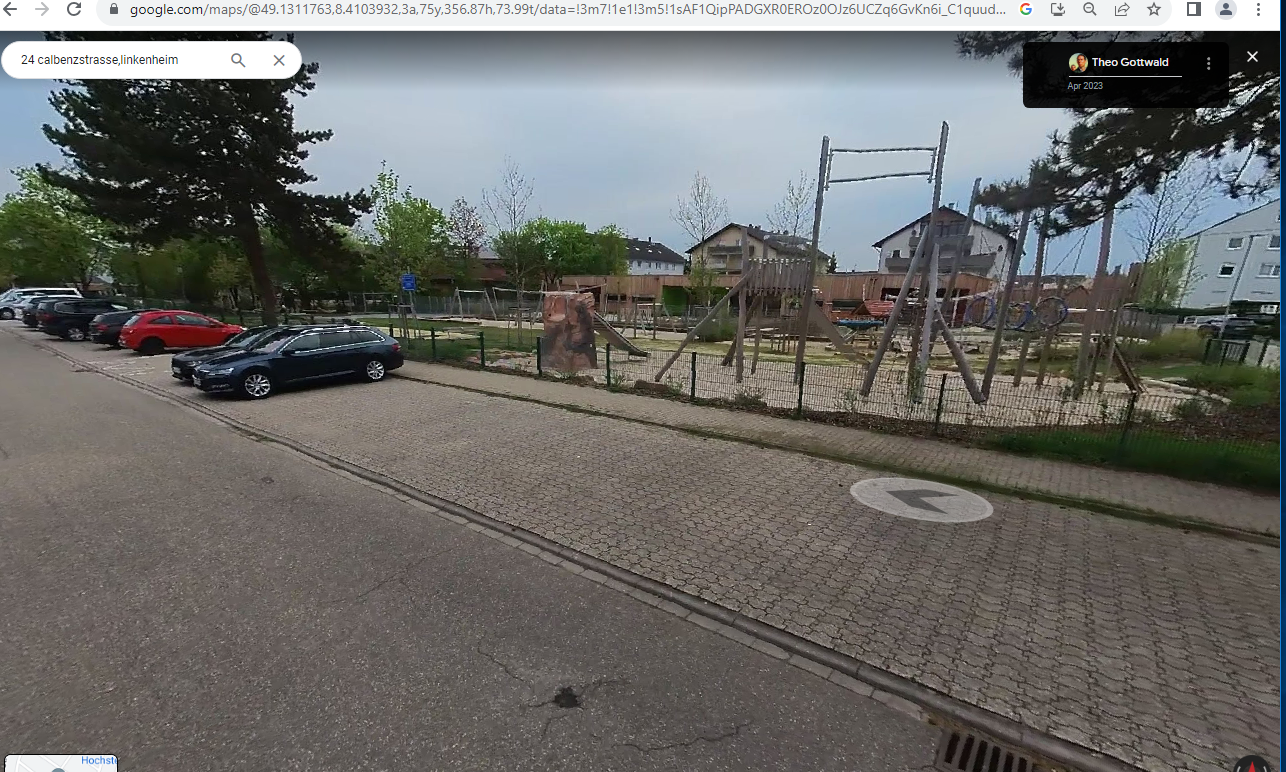 google.com/maps/@49.1311763,8.4103932,3a,75y,356.87h,73.99t/data=!3m7!1e1!3m5!1sAF1QipPADGXR0EROz0OJz6UCZq6GvKn6i_C1quud...
24 calbenzstrasse,linkenheim
Theo Gottwald
Apr 2023
Hochste